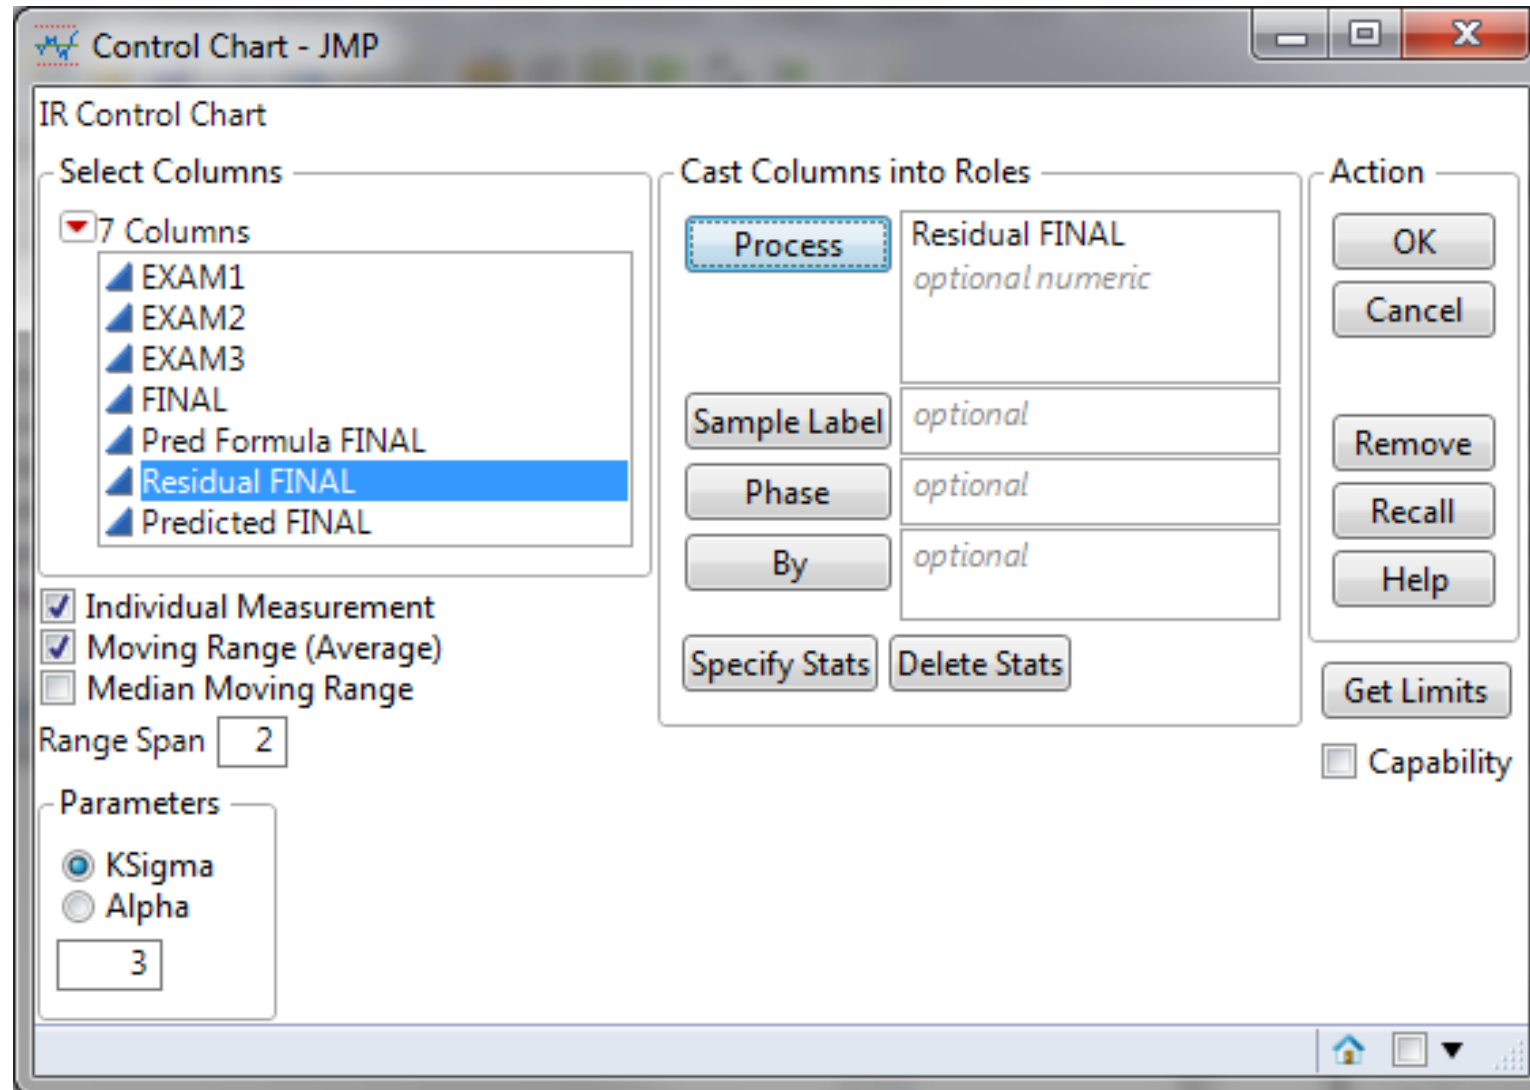 Control Chart - JMP
IR Control Chart
Select Columns
7 Columns
EXAM1
EXAM2
EXAM3
FINAL
Pred Formula FINAL
Residual FINAL
Predicted FINAL
Individual Measurement
Moving Range (Average)
Median Moving Range
Range Span 2
Parameters
KSigma
Alpha
3
Cast Columns into Roles
Process
Residual FINAL
optional numeric
Sample Label
optional
Phase
optional
By
optional
Specify Stats
Delete Stats
Action
OK
Cancel
Remove
Recall
Help
Get Limits
Capability